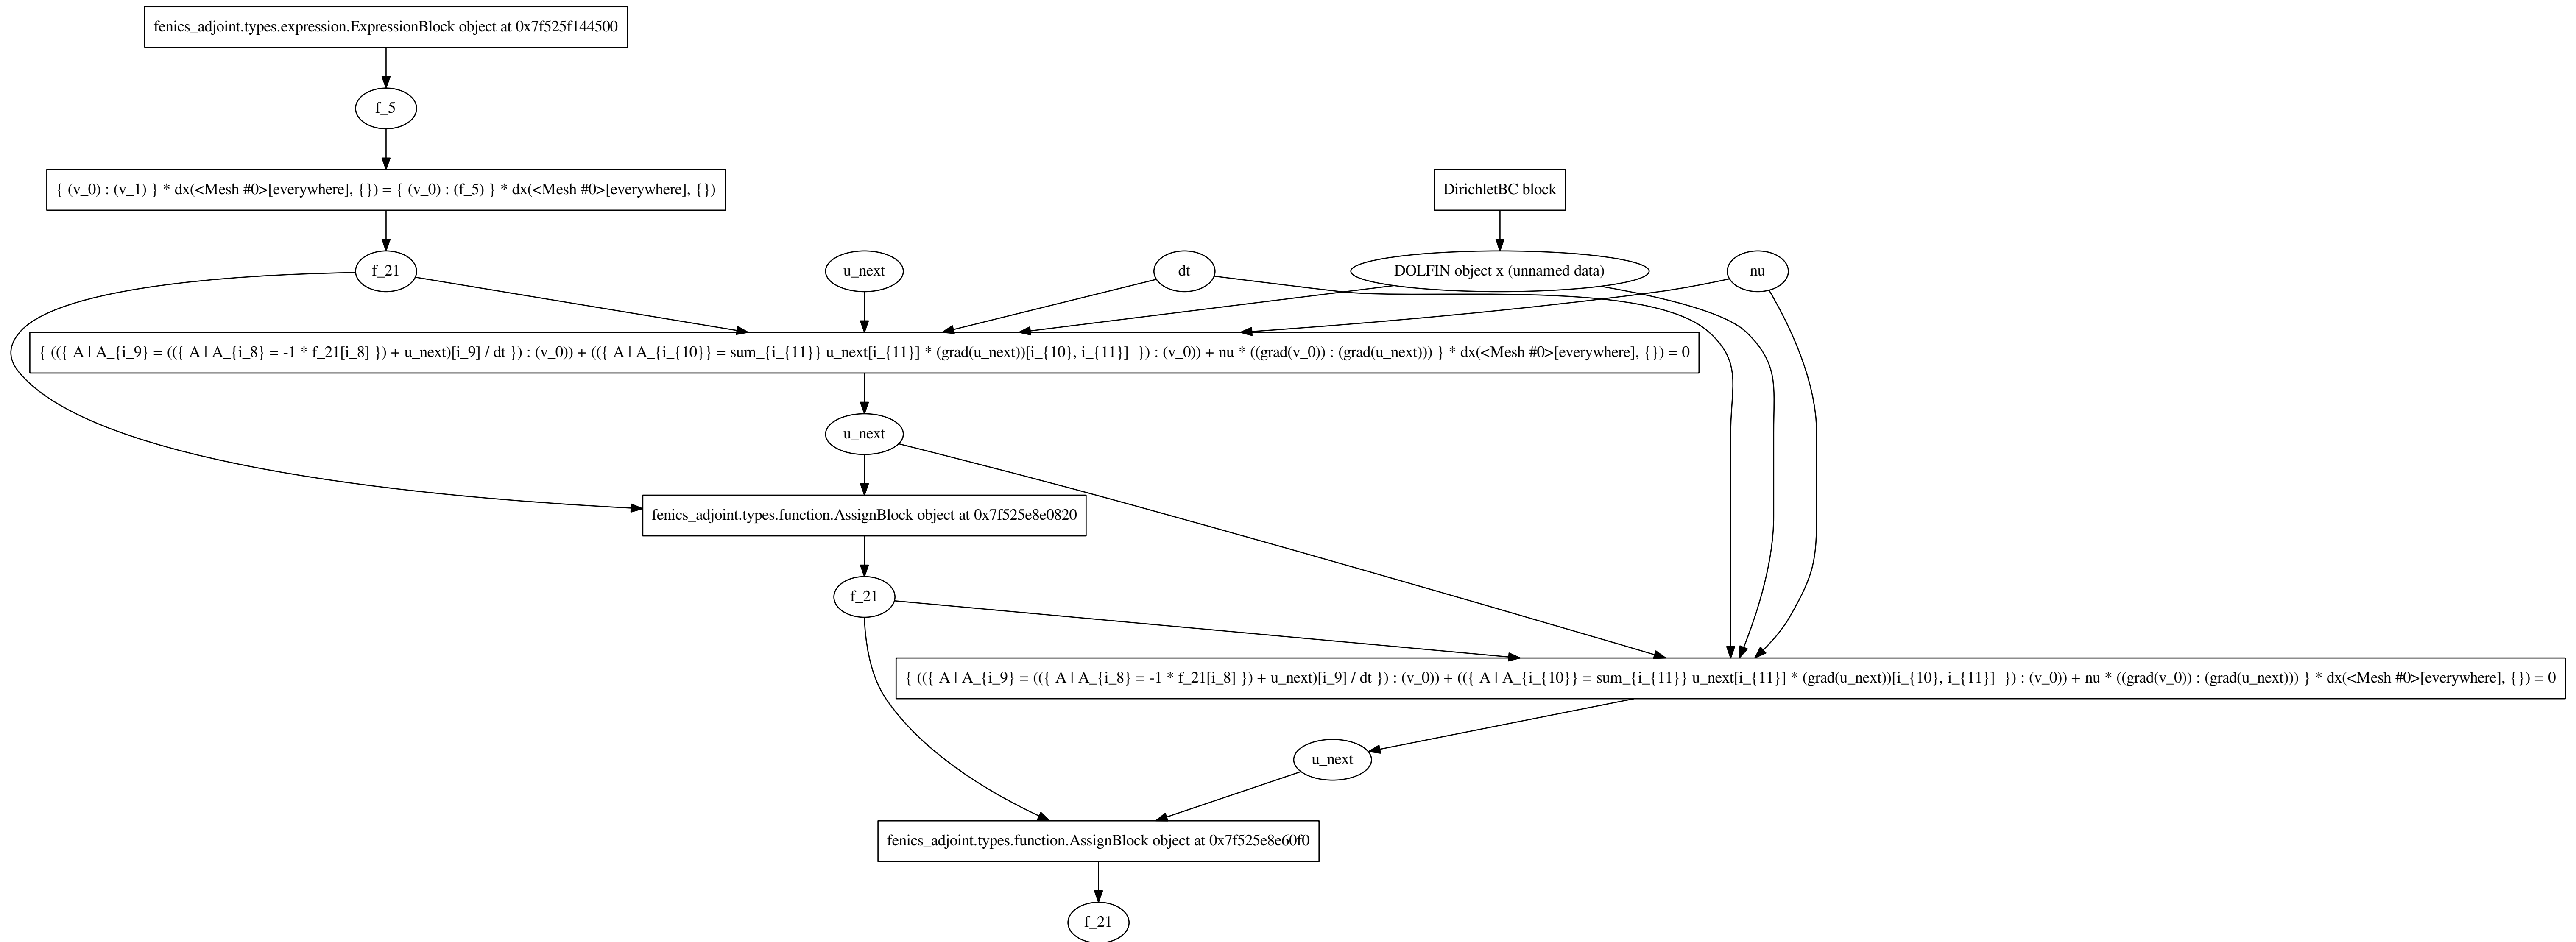 fenics_adjoint.types.expression.ExpressionBlock object at 0x7f525f144500
f_5
{ (v_0) : (v_1) } * dx(<Mesh #0>[everywhere], {}) = { (v_0) : (f_5) } * dx(<Mesh #0>[everywhere], {})
DirichletBC block
f_21
u_next
dt
DOLFIN object x (unnamed data)
nu
{ (({ A | A_{i_9} = (({ A | A_{i_8} = -1 * f_21[i_8] }) + u_next)[i_9] / dt }) : (v_0)) + (({ A | A_{i_{10}} = sum_{i_{11}} u_next[i_{11}] * (grad(u_next))[i_{10}, i_{11}]  }) : (v_0)) + nu * ((grad(v_0)) : (grad(u_next))) } * dx(<Mesh #0>[everywhere], {}) = 0
u_next
fenics_adjoint.types.function.AssignBlock object at 0x7f525e8e0820
f_21
{ (({ A | A_{i_9} = (({ A | A_{i_8} = -1 * f_21[i_8] }) + u_next)[i_9] / dt }) : (v_0)) + (({ A | A_{i_{10}} = sum_{i_{11}} u_next[i_{11}] * (grad(u_next))[i_{10}, i_{11}]  }) : (v_0)) + nu * ((grad(v_0)) : (grad(u_next))) } * dx(<Mesh #0>[everywhere], {}) = 0
u_next
fenics_adjoint.types.function.AssignBlock object at 0x7f525e8e60f0
f_21